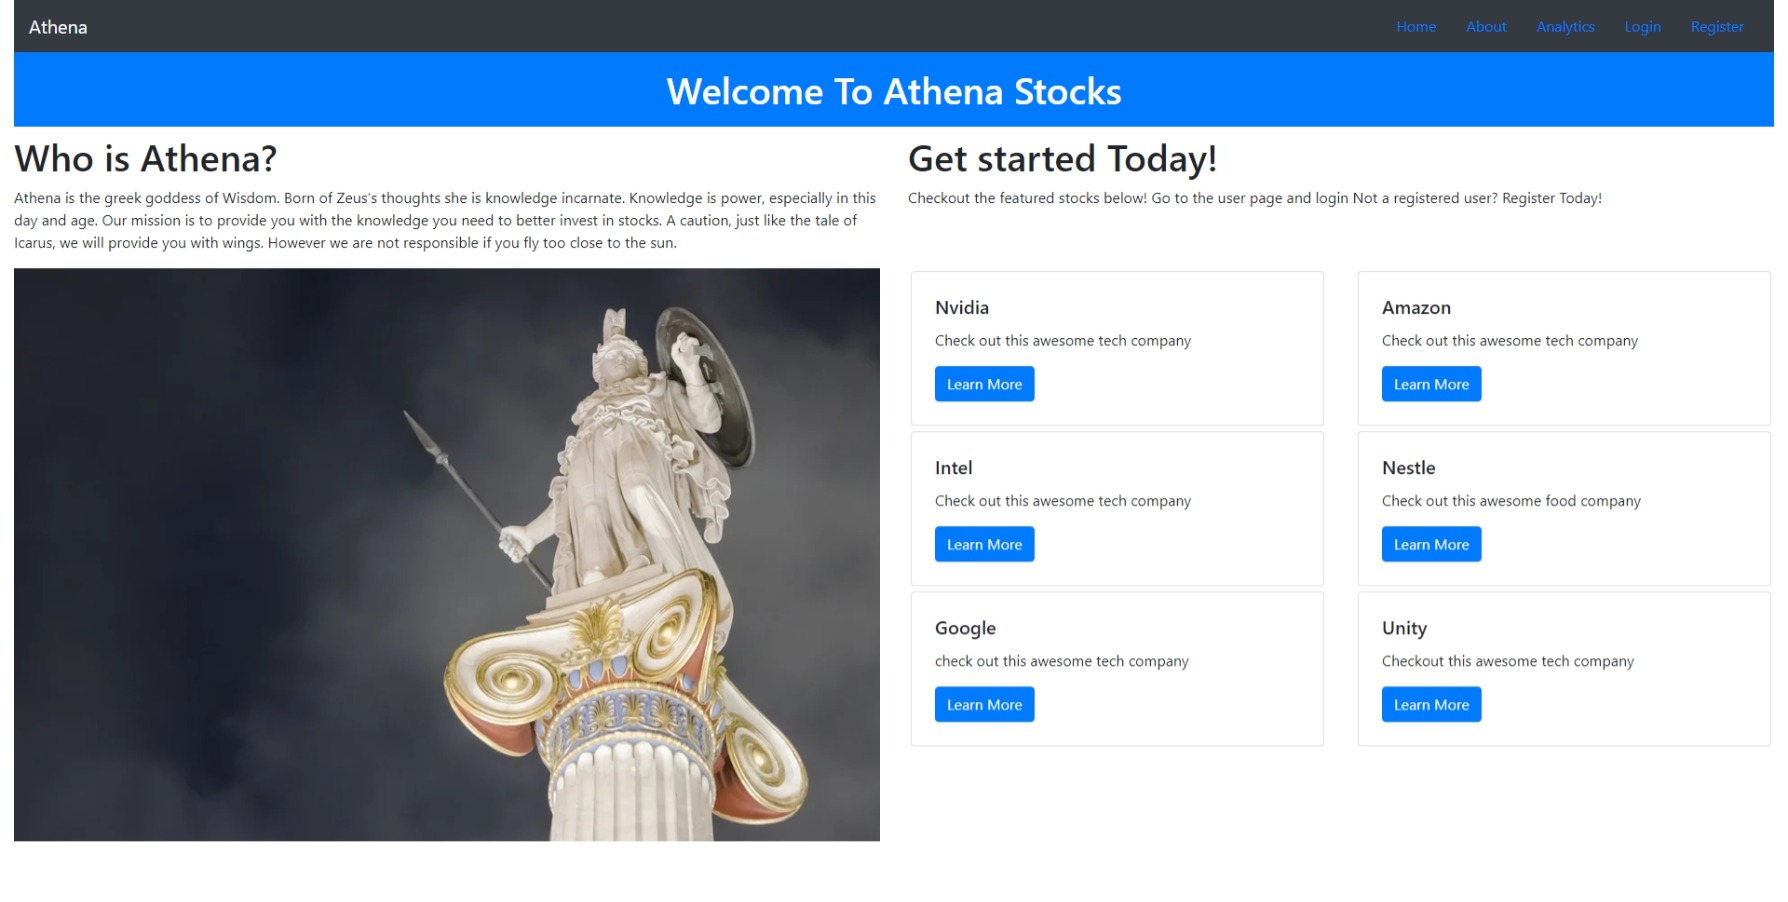 Athena
Home About Analytics Login Register
Welcome To Athena Stocks
Who is Athena?
Athena is the greek goddess of Wisdom. Born of Zeus's thoughts she is knowledge incarnate. Knowledge is power, especially in this
day and age. Our mission is to provide you with the knowledge you need to better invest in stocks. A caution, just like the tale of
Icarus, we will provide you with wings. However we are not responsible if you fly too close to the sun.
Get started Today!
Checkout the featured stocks below! Go to the user page and login Not a registered user? Register Today!
Nvidia
Check out this awesome tech company
Learn More
Amazon
Check out this awesome tech company
Learn More
Intel
Check out this awesome tech company
Learn More
Nestle
Check out this awesome food company
Learn More
Google
check out this awesome tech company
Learn More
Unity
Checkout this awesome tech company
Learn More